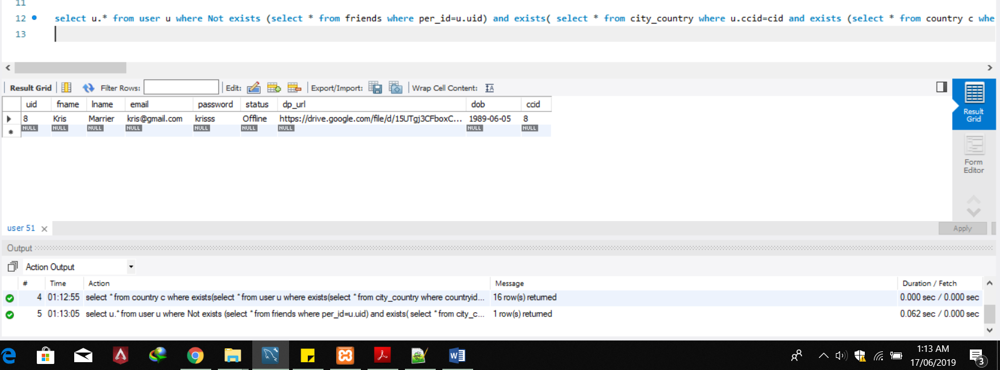 11
12 select u.* from user u where Not exists (select * from friends where per_id=u.uid) and exists( select * from city_country where u.ccid=cid and exists (select * from country c whe
13
Result Grid Filter Rows: Edit: Export/Import: Wrap Cell Content:
Result Grid
uid fname lname email password status dp_url dob ccid
8 Kris Marrier kris@gmail.com krisss Offline https://drive.google.com/file/d/15UTgj3CFboxC... 1989-06-05 8
NULL NULL NULL NULL NULL NULL NULL NULL NULL
Form Editor
user 51
Apply
Output
Action Output
# Time Action Message Duration / Fetch
4 01:12:55 select * from country c where exists(select * from user u where exists(select * from city_country where countryid... 16 row(s) returned 0.000 sec / 0.000 sec
5 01:13:05 select u.* from user u where Not exists (select * from friends where per_id=u.uid) and exists( select * from city_c... 1 row(s) returned 0.062 sec / 0.000 sec
1:13 AM
17/06/2019
3